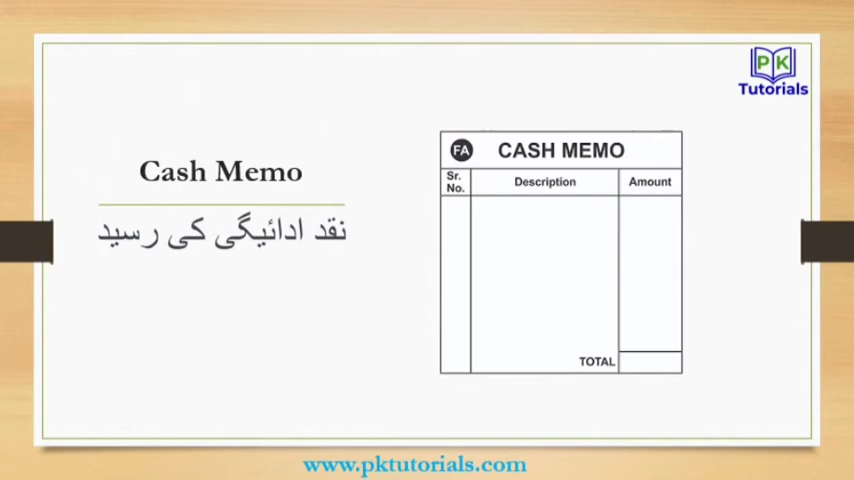 PK
Tutorials
Cash Memo
نقد ادائیگی کی رسید
FA CASH MEMO
Sr. No. Description Amount
TOTAL
www.pktutorials.com